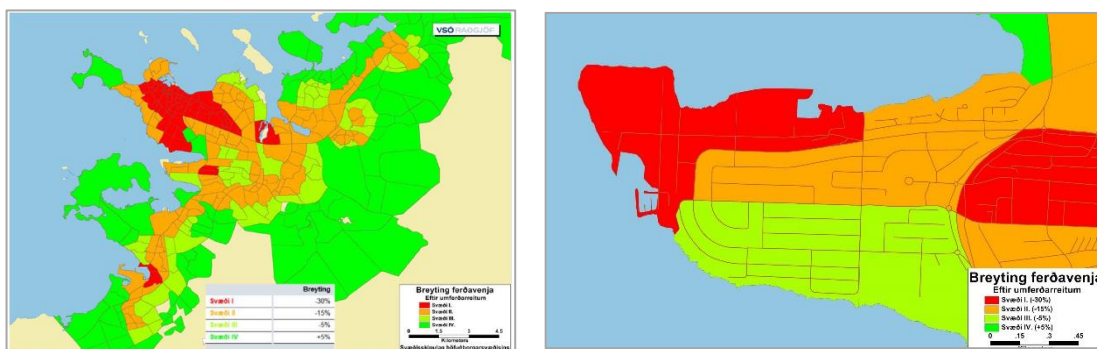 VSÓ RÁÐGJÖF
Breyting
Svæði I -30%
Svæði II -15%
Svæði III -5%
Svæði IV +5%
Breyting ferðavenja
Eftir umferðarreitum
Svæði I.
Svæði II.
Svæði III.
Svæði IV.
0 1.5 3 4.5
Kilometers
Svæðisskipulag höfuðborgarsvæðisins
Breyting ferðavenja
Eftir umferðarreitum
Svæði I. (-30%)
Svæði II. (-15%)
Svæði III. (-5%)
Svæði IV. (+5%)
0 .15 .3 .45